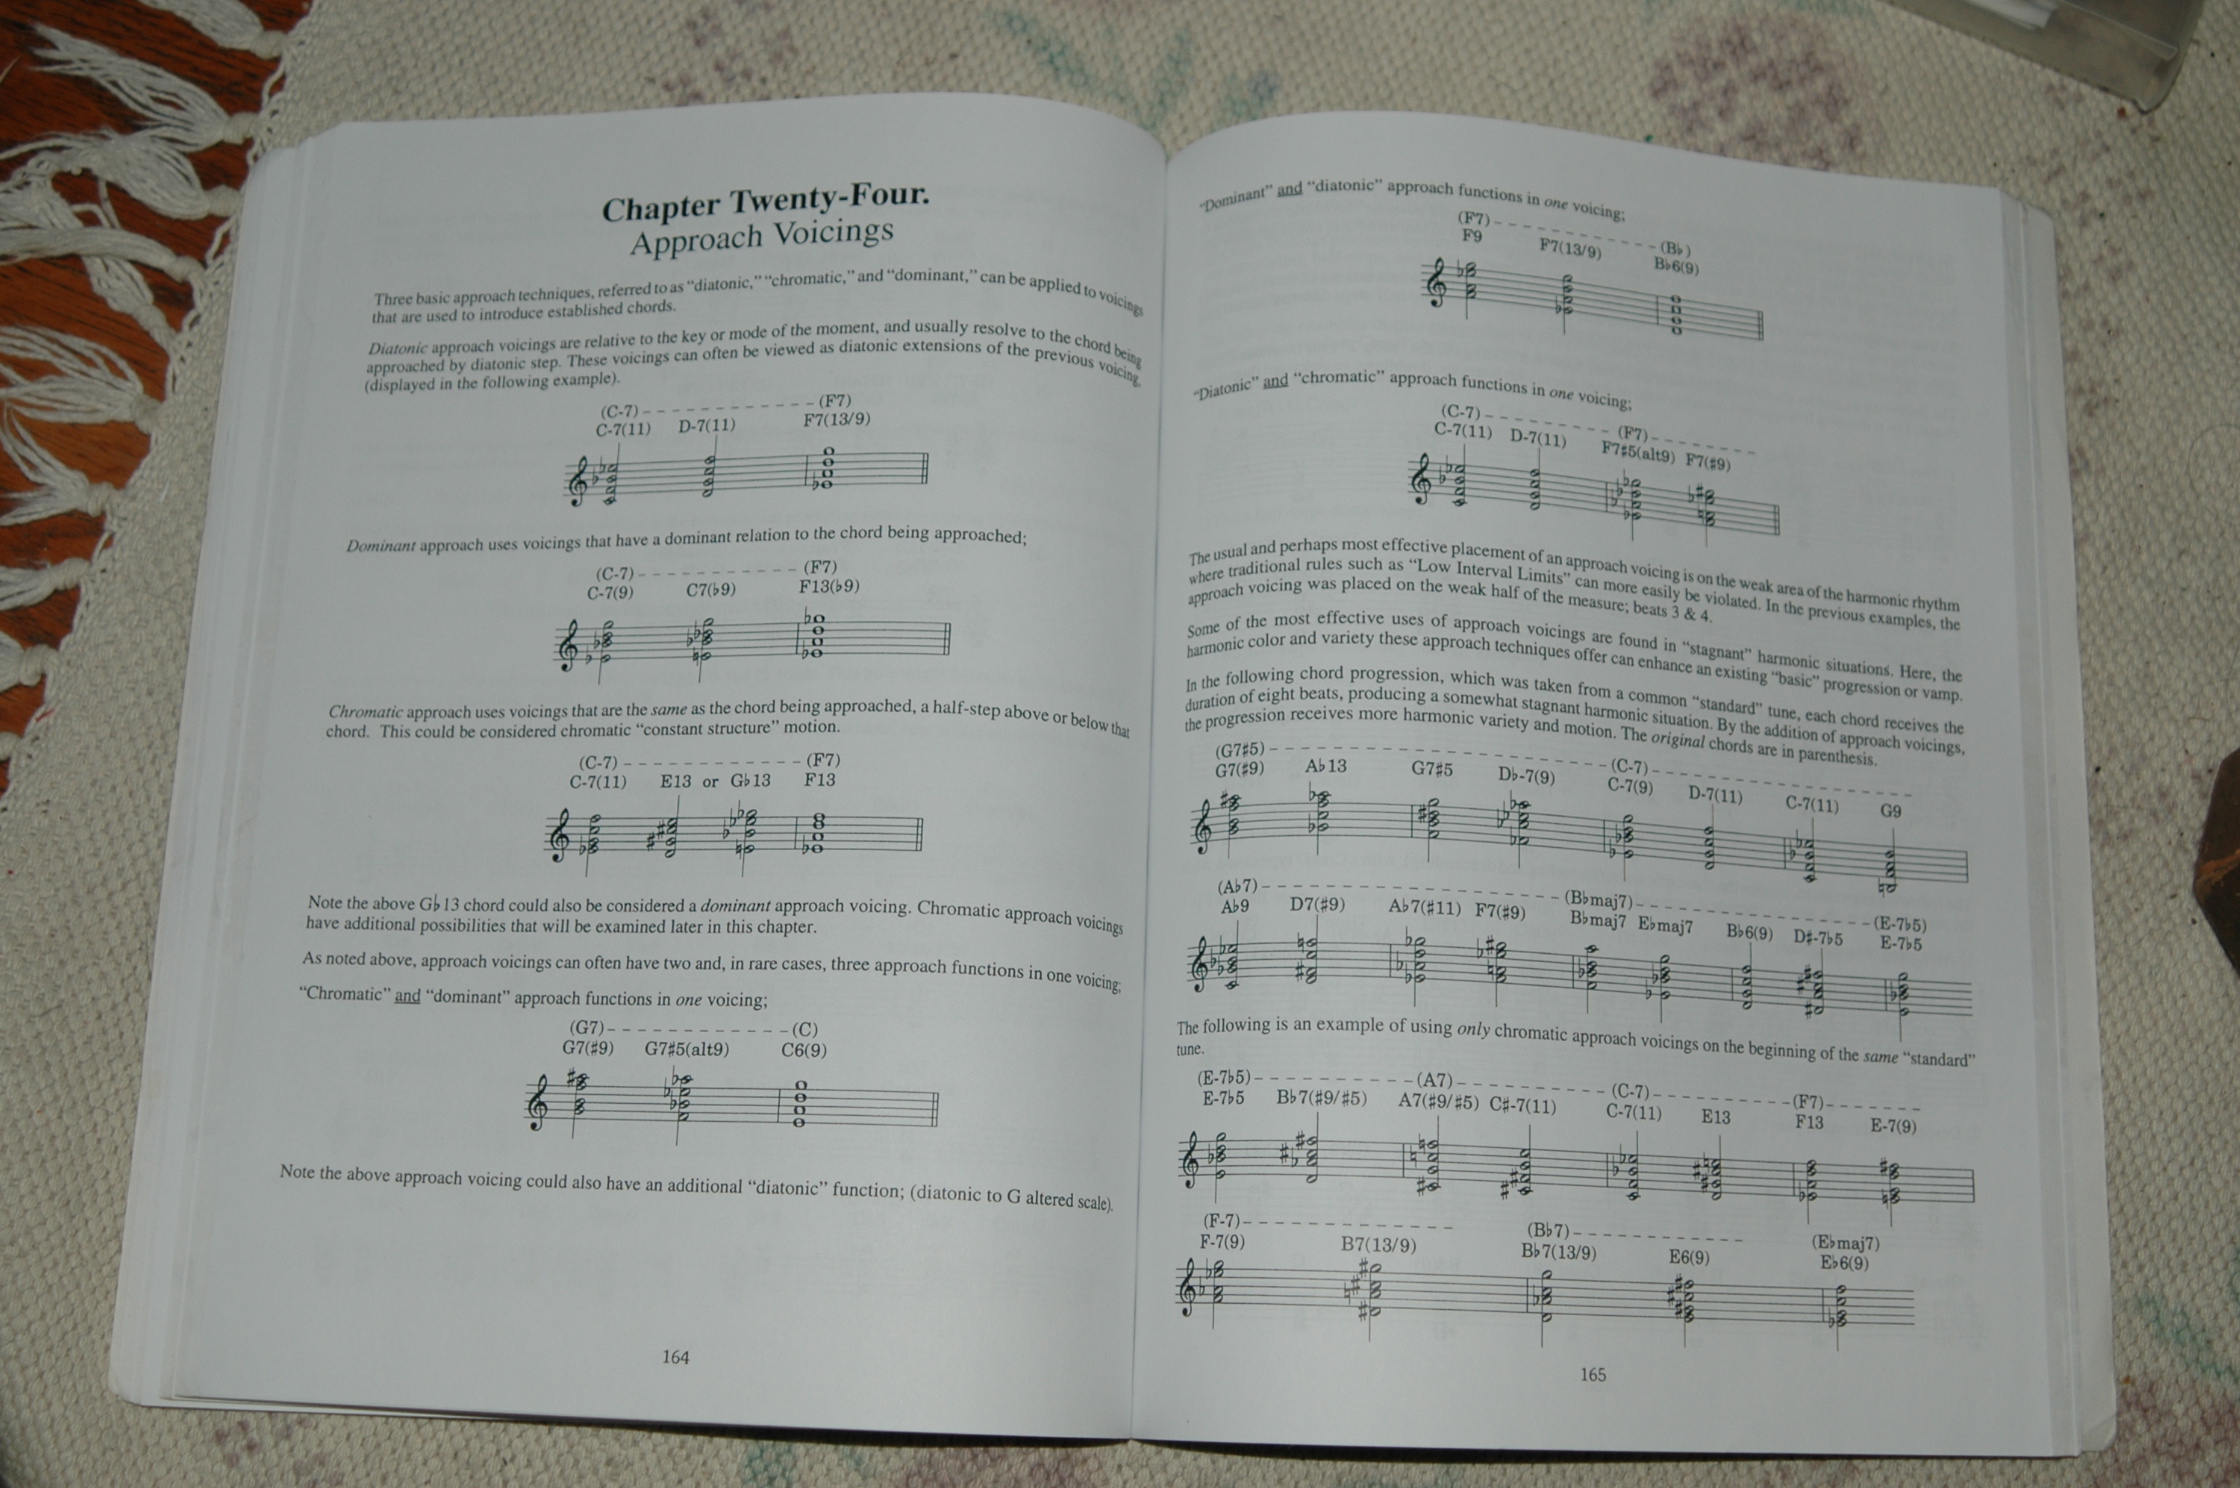 Chapter Twenty-Four.
Approach Voicings
Three basic approach techniques, referred to as “diatonic,” “chromatic,” and “dominant,” can be applied to voicings
that are used to introduce established chords.
Diatonic approach voicings are relative to the key or mode of the moment, and usually resolve to the chord being
approached by diatonic step. These voicings can often be viewed as diatonic extensions of the previous voicing,
(displayed in the following example).
(C-7) – – – – – – – – – – – – (F7)
C-7(11) D-7(11) F7(13/9)
Dominant approach uses voicings that have a dominant relation to the chord being approached;
(C-7) – – – – – – – – – – – (F7)
C-7(9) C7(♭9) F13(♭9)
Chromatic approach uses voicings that are the same as the chord being approached, a half-step above or below that
chord. This could be considered chromatic “constant structure” motion.
(C-7) – – – – – – – – – – – – (F7)
C-7(11) E13 or G♭13 F13
Note the above G♭13 chord could also be considered a dominant approach voicing. Chromatic approach voicings
have additional possibilities that will be examined later in this chapter.
As noted above, approach voicings can often have two and, in rare cases, three approach functions in one voicing;
“Chromatic” and “dominant” approach functions in one voicing;
(G7) – – – – – – – – – – – – (C)
G7(♯9) G7♯5(alt9) C6(9)
Note the above approach voicing could also have an additional “diatonic” function; (diatonic to G altered scale).
164
“Dominant” and “diatonic” approach functions in one voicing;
(F7) – – – – – – – – – – – (B♭)
F9 F7(13/9) B♭6(9)
“Diatonic” and “chromatic” approach functions in one voicing;
(C-7) – – – – – – – – – (F7) – – – – – – –
C-7(11) D-7(11) F7♯5(alt9) F7(♯9)
The usual and perhaps most effective placement of an approach voicing is on the weak area of the harmonic rhythm
where traditional rules such as “Low Interval Limits” can more easily be violated. In the previous examples, the
approach voicing was placed on the weak half of the measure; beats 3 & 4.
Some of the most effective uses of approach voicings are found in “stagnant” harmonic situations. Here, the
harmonic color and variety these approach techniques offer can enhance an existing “basic” progression or vamp.
In the following chord progression, which was taken from a common “standard” tune, each chord receives the
duration of eight beats, producing a somewhat stagnant harmonic situation. By the addition of approach voicings,
the progression receives more harmonic variety and motion. The original chords are in parenthesis.
(G7♯5) – – – – – – – – – – – – – – – – – – – – – – – – (C-7) – – – – – – – – – – – – – – – – – –
G7(♯9) A♭13 G7♯5 D♭-7(9) C-7(9) D-7(11) C-7(11) G9
(A♭7) – – – – – – – – – – – – – – – – – – – – – (B♭maj7) – – – – – – – – – – – – – – – – – (E-7♭5)
A♭9 D7(♯9) A♭7(♯11) F7(♯9) B♭maj7 E♭maj7 B♭6(9) D♯-7♭5 E-7♭5
The following is an example of using only chromatic approach voicings on the beginning of the same “standard”
tune.
(E-7♭5) – – – – – – – – – – – (A7) – – – – – – – – – – (C-7) – – – – – – – – – – (F7) – – – – – – –
E-7♭5 B♭7(♯9/♯5) A7(♯9/♯5) C♯-7(11) C-7(11) E13 F13 E-7(9)
(F-7) – – – – – – – – – – – – – – (B♭7) – – – – – – – – – – – – (E♭maj7)
F-7(9) B7(13/9) B♭7(13/9) E6(9) E♭6(9)
165